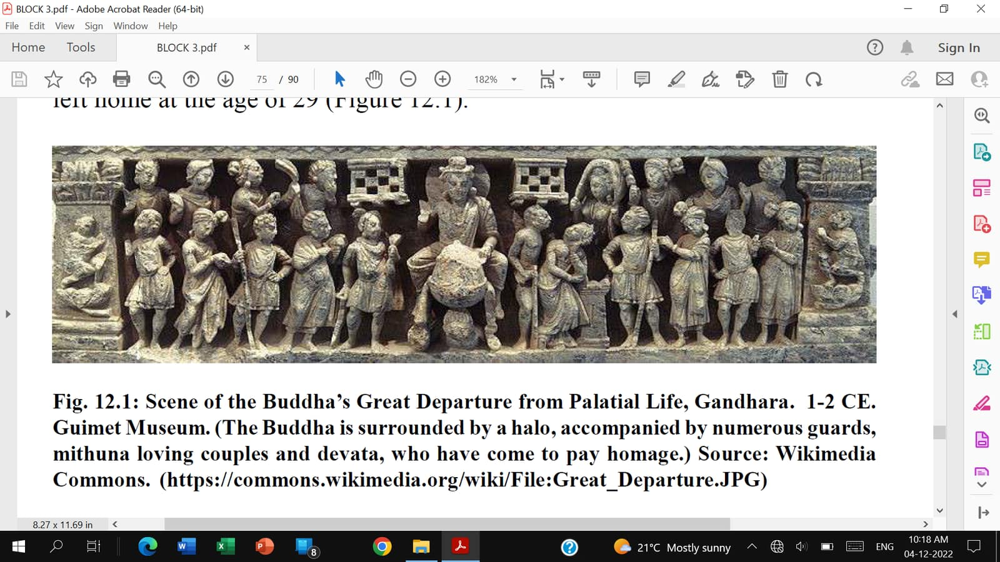 BLOCK 3.pdf - Adobe Acrobat Reader (64-bit)
File Edit View Sign Window Help
Home Tools BLOCK 3.pdf × Sign In
75 / 90 182%
left home at the age of 29 (Figure 12.1).
Fig. 12.1: Scene of the Buddha’s Great Departure from Palatial Life, Gandhara. 1-2 CE.
Guimet Museum. (The Buddha is surrounded by a halo, accompanied by numerous guards,
mithuna loving couples and devata, who have come to pay homage.) Source: Wikimedia
Commons. (https://commons.wikimedia.org/wiki/File:Great_Departure.JPG)
8.27 x 11.69 in
8
21°C Mostly sunny
ENG
10:18 AM
04-12-2022